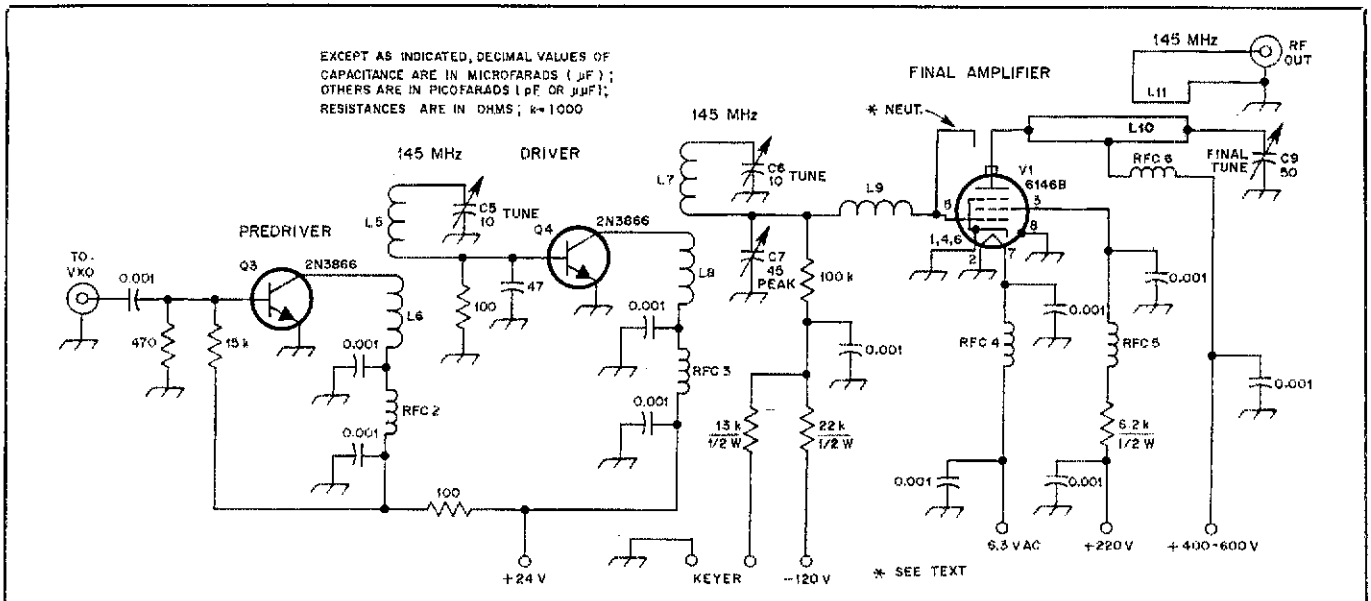 EXCEPT AS INDICATED, DECIMAL VALUES OF
CAPACITANCE ARE IN MICROFARADS ( µF ) ;
OTHERS ARE IN PICOFARADS ( pF OR µµF);
RESISTANCES ARE IN OHMS; k=1000
145 MHz
RF
OUT
L11
FINAL AMPLIFIER
* NEUT.
L10
RFC 6
FINAL
TUNE
C9
50
V1
6146B
5
3
8
1,4,6
2
7
145 MHz
L7
C6
10
TUNE
L9
C7
45
PEAK
100 k
0.001
13 k
1/2 W
22 k
1/2 W
145 MHz
DRIVER
L5
C5
10
TUNE
Q4
2N3866
100
47
L8
0.001
RFC 3
0.001
PREDRIVER
TO
VXO
0.001
Q3
2N3866
470
15 k
L6
0.001
RFC 2
0.001
100
RFC 4
0.001
0.001
RFC 5
0.001
6.2 k
1/2 W
0.001
0.001
+24 V
KEYER
-120 V
6.3 VAC
+220 V
+400-600 V
* SEE TEXT